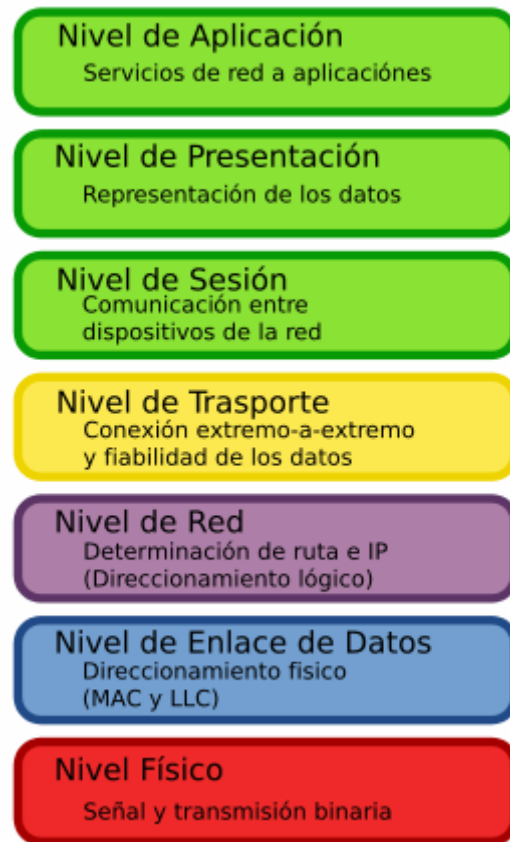 Nivel de Aplicación
Servicios de red a aplicaciónes
Nivel de Presentación
Representación de los datos
Nivel de Sesión
Comunicación entre
dispositivos de la red
Nivel de Trasporte
Conexión extremo-a-extremo
y fiabilidad de los datos
Nivel de Red
Determinación de ruta e IP
(Direccionamiento lógico)
Nivel de Enlace de Datos
Direccionamiento fisico
(MAC y LLC)
Nivel Físico
Señal y transmisión binaria